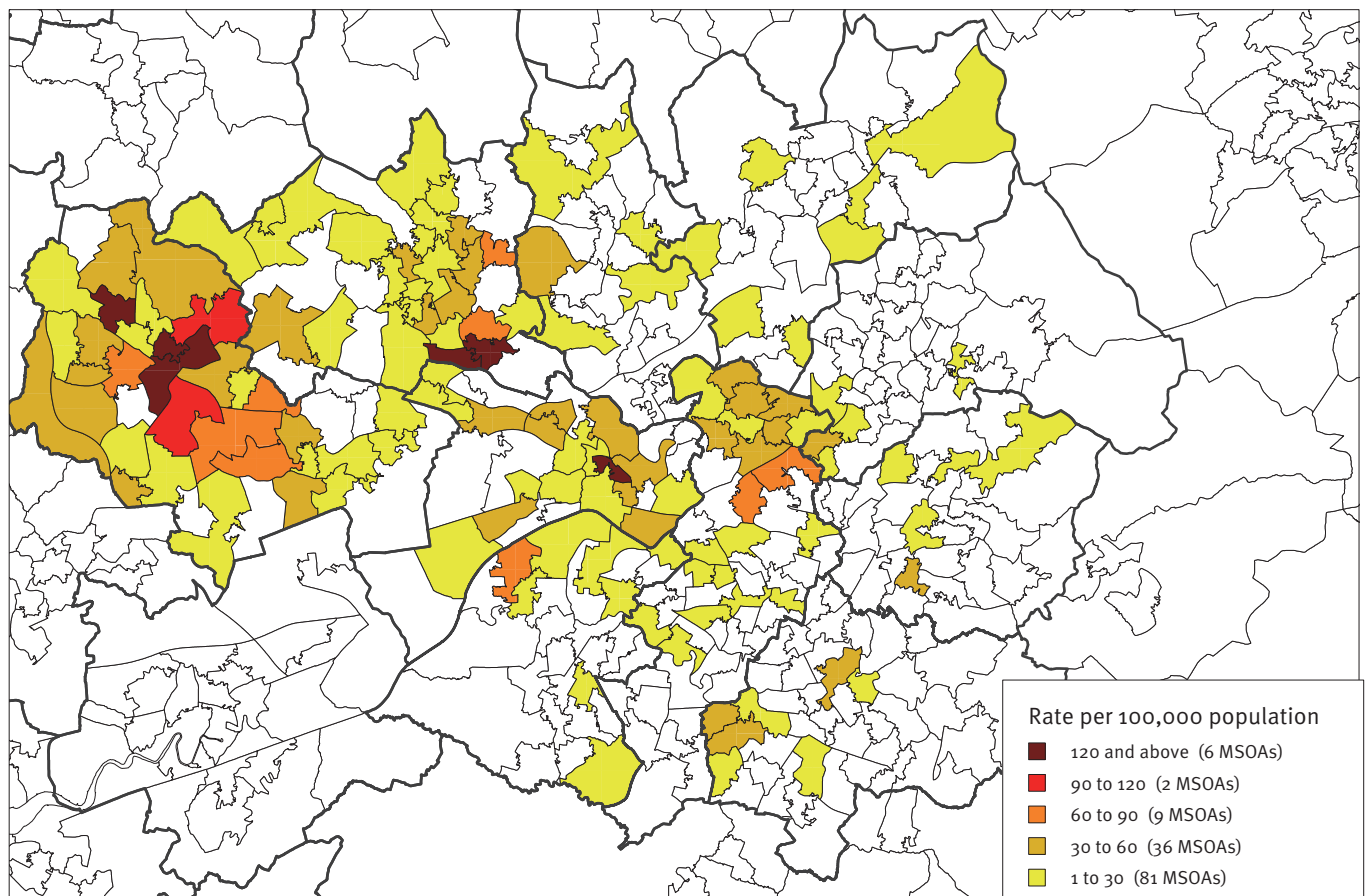 Rate per 100,000 population
120 and above (6 MSOAs)
90 to 120 (2 MSOAs)
60 to 90 (9 MSOAs)
30 to 60 (36 MSOAs)
1 to 30 (81 MSOAs)